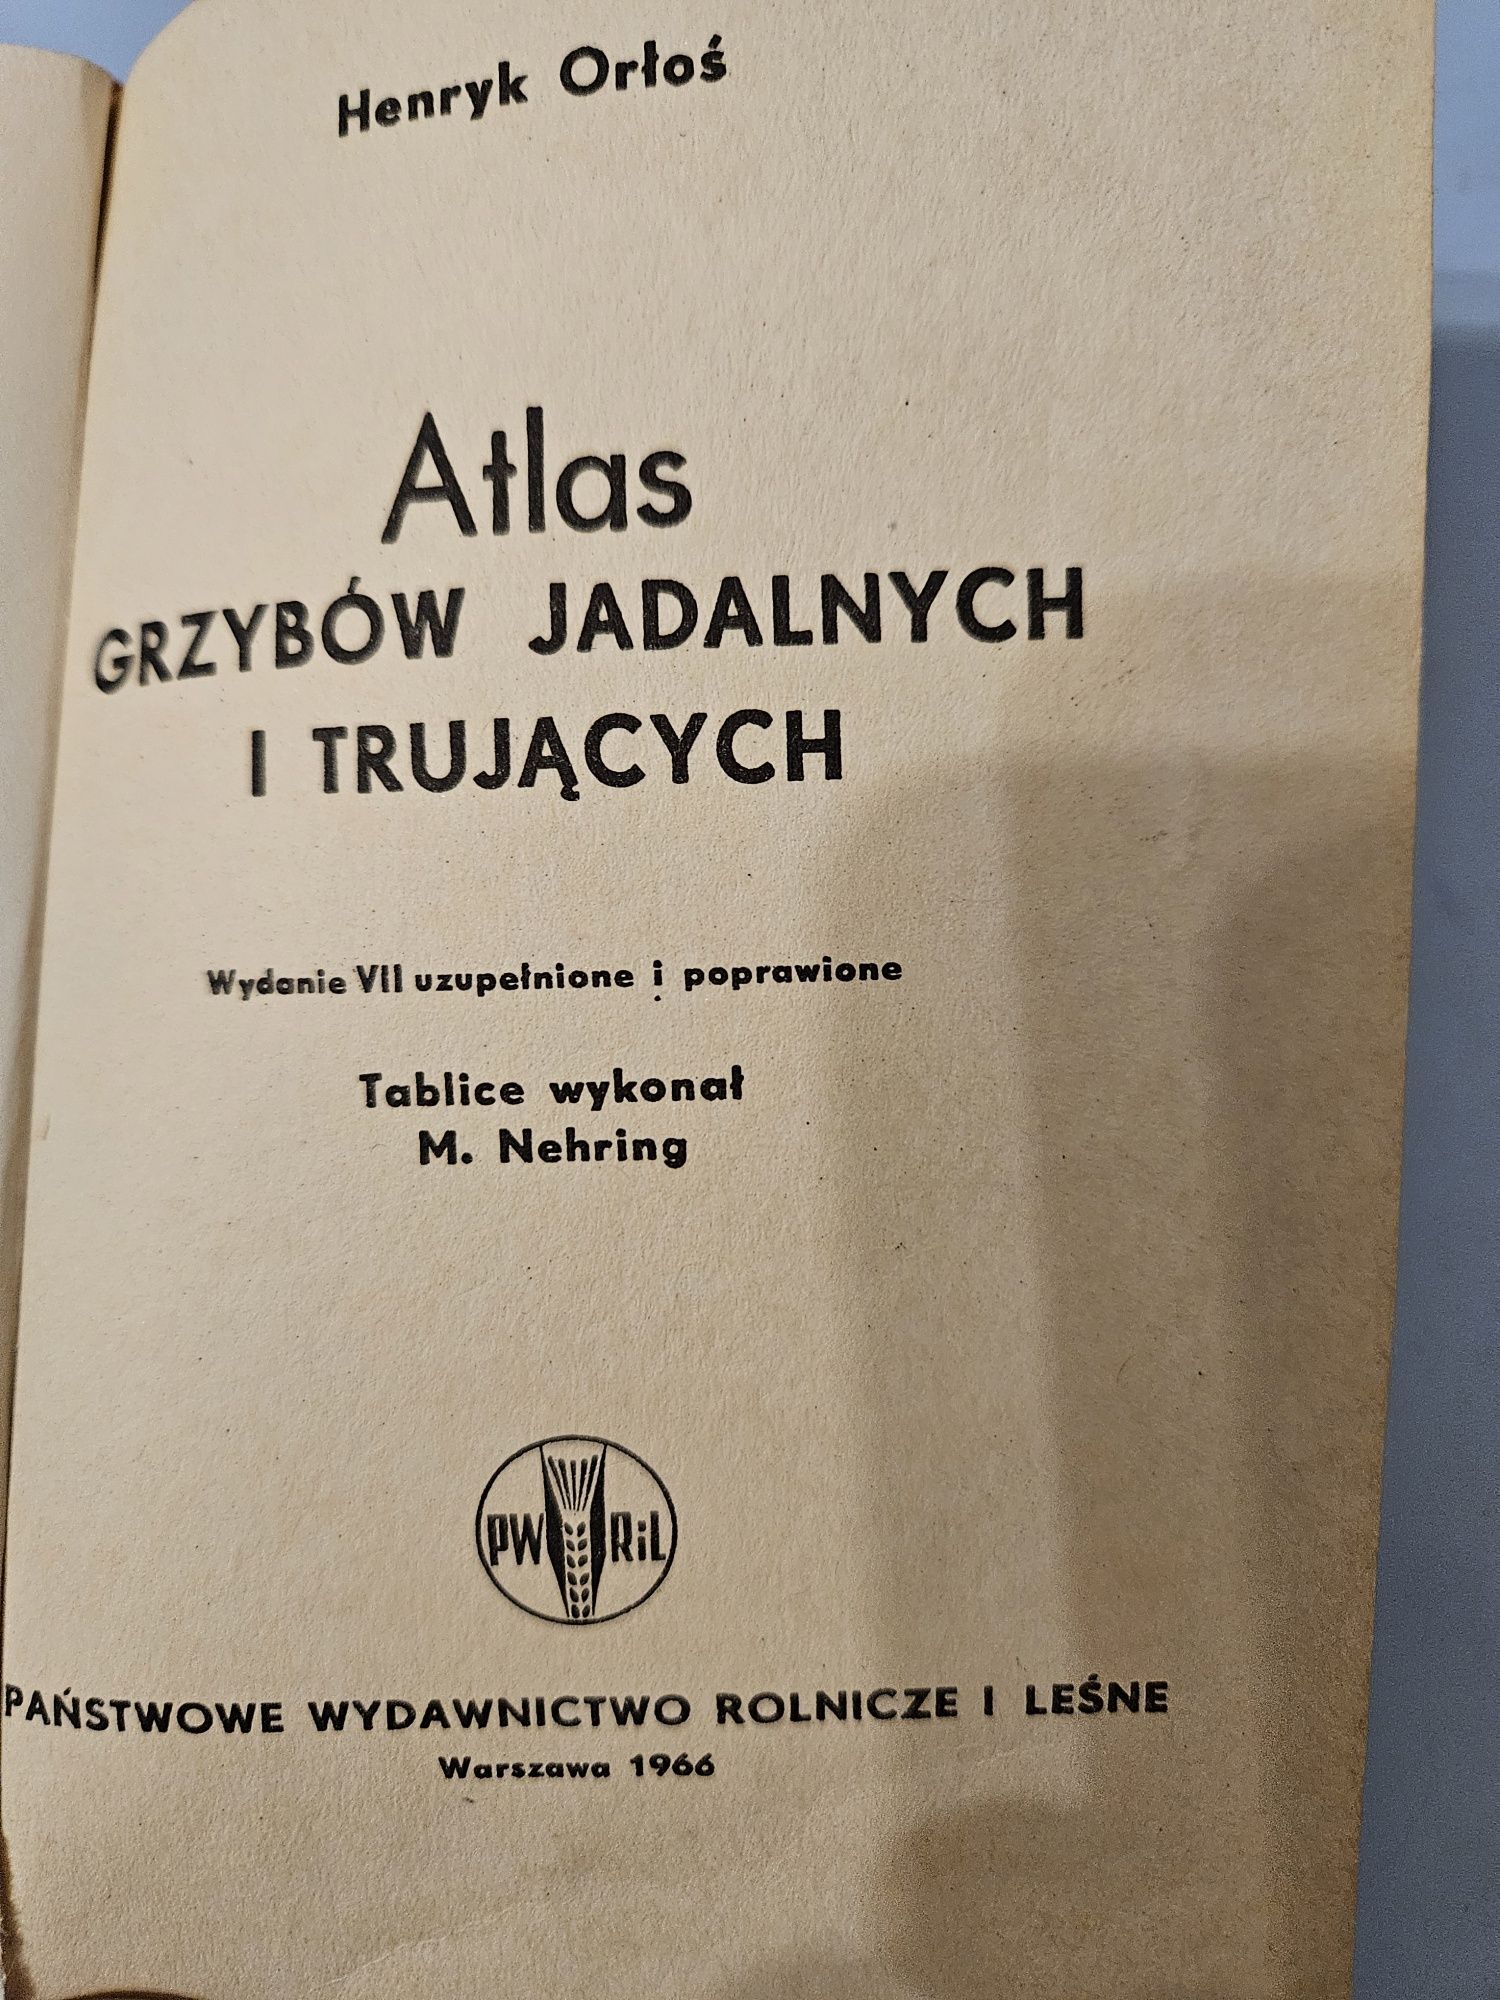 Henryk Orłoś
Atlas
GRZYBÓW JADALNYCH
I TRUJĄCYCH
Wydanie VII uzupełnione i poprawione
Tablice wykonał
M. Nehring
PW RiL
PAŃSTWOWE WYDAWNICTWO ROLNICZE I LEŚNE
Warszawa 1966